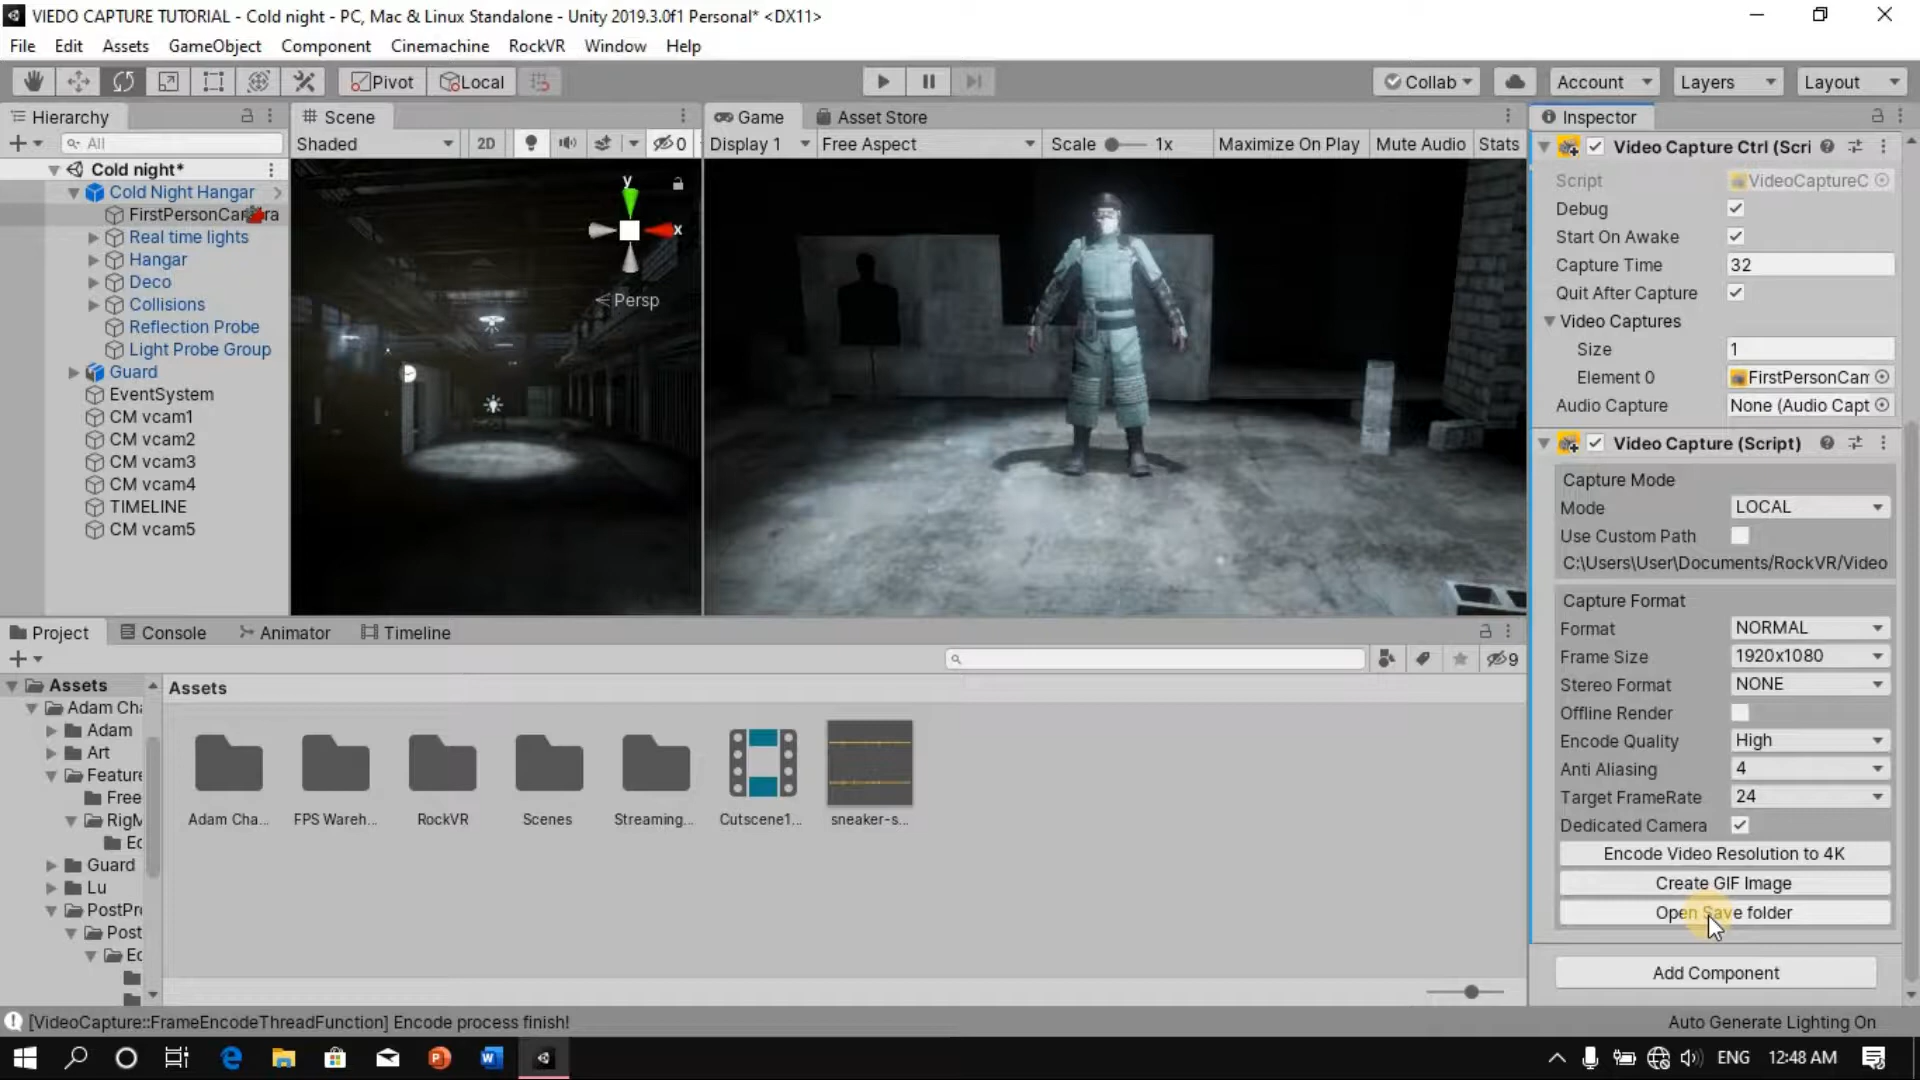 VIEDO CAPTURE TUTORIAL - Cold night - PC, Mac & Linux Standalone - Unity 2019.3.0f1 Personal* <DX11>
File Edit Assets GameObject Component Cinemachine RockVR Window Help
Pivot Local Collab Account Layers Layout
Hierarchy
All
Cold night*
Cold Night Hangar
FirstPersonCamera
Real time lights
Hangar
Deco
Collisions
Reflection Probe
Light Probe Group
Guard
EventSystem
CM vcam1
CM vcam2
CM vcam3
CM vcam4
TIMELINE
CM vcam5
Scene
Shaded 2D 0
y
x
Persp
Game Asset Store
Display 1 Free Aspect Scale 1x Maximize On Play Mute Audio Stats
Inspector
Video Capture Ctrl (Scri
Script VideoCaptureC
Debug
Start On Awake
Capture Time 32
Quit After Capture
Video Captures
Size 1
Element 0 FirstPersonCam
Audio Capture None (Audio Capt
Video Capture (Script)
Capture Mode
Mode LOCAL
Use Custom Path
C:\Users\User\Documents/RockVR/Video
Capture Format
Format NORMAL
Frame Size 1920x1080
Stereo Format NONE
Offline Render
Encode Quality High
Anti Aliasing 4
Target FrameRate 24
Dedicated Camera
Encode Video Resolution to 4K
Create GIF Image
Open Save folder
Add Component
Project Console Animator Timeline
9
Assets
Adam Cha
Adam
Art
Feature
Free
RigM
Ec
Guard
Lu
PostPr
Post
Ec
Assets
Adam Cha... FPS Wareh... RockVR Scenes Streaming... Cutscene1... sneaker-s...
[VideoCapture::FrameEncodeThreadFunction] Encode process finish!
Auto Generate Lighting On
ENG 12:48 AM